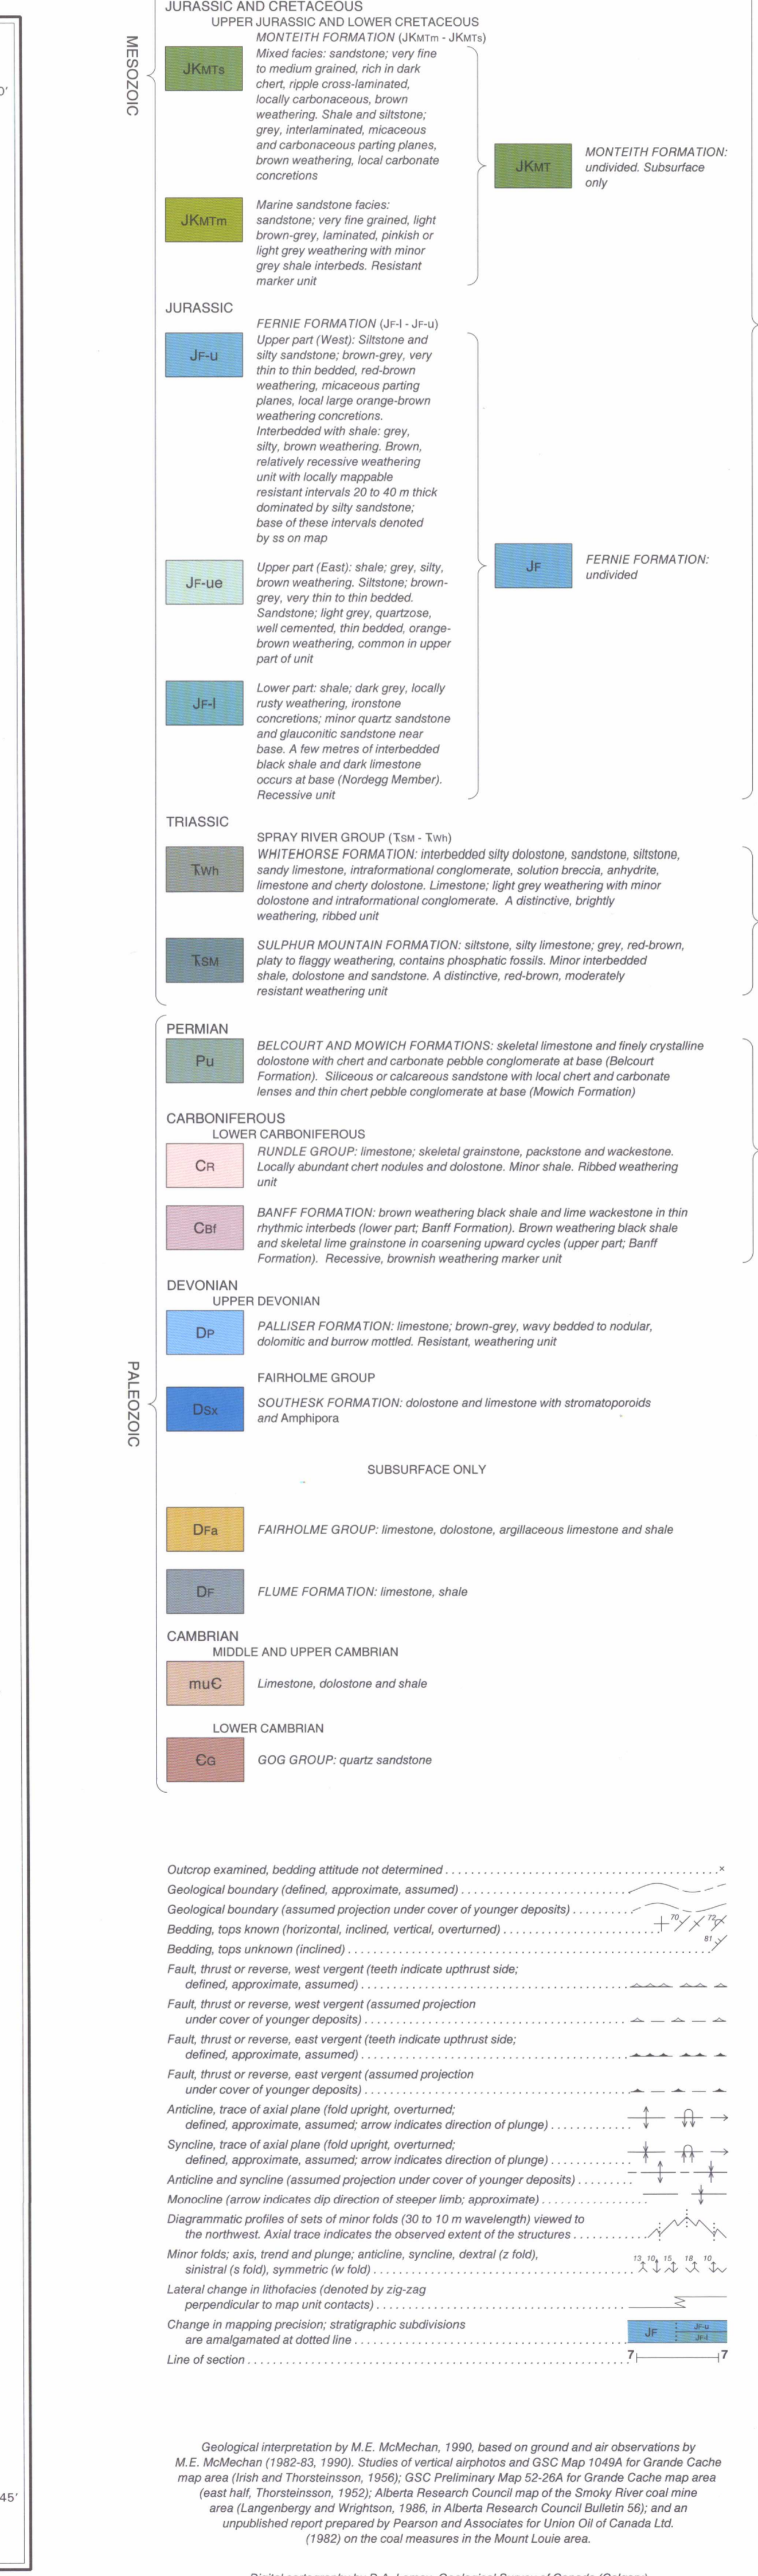 JURASSIC AND CRETACEOUS
UPPER JURASSIC AND LOWER CRETACEOUS
MONTEITH FORMATION (JKMTm - JKMTs)
MESOZOIC
JKMTs
Mixed facies: sandstone; very fine
to medium grained, rich in dark
chert, ripple cross-laminated,
locally carbonaceous, brown
weathering. Shale and siltstone;
grey, interlaminated, micaceous
and carbonaceous parting planes,
brown weathering, local carbonate
concretions
JKMTm
Marine sandstone facies:
sandstone; very fine grained, light
brown-grey, laminated, pinkish or
light grey weathering with minor
grey shale interbeds. Resistant
marker unit
JKMT
MONTEITH FORMATION:
undivided. Subsurface
only
JURASSIC
FERNIE FORMATION (JF-l - JF-u)
JF-u
Upper part (West): Siltstone and
silty sandstone; brown-grey, very
thin to thin bedded, red-brown
weathering, micaceous parting
planes, local large orange-brown
weathering concretions.
Interbedded with shale: grey,
silty, brown weathering. Brown,
relatively recessive weathering
unit with locally mappable
resistant intervals 20 to 40 m thick
dominated by silty sandstone;
base of these intervals denoted
by ss on map
JF-ue
Upper part (East): shale; grey, silty,
brown weathering. Siltstone; brown-
grey, very thin to thin bedded.
Sandstone; light grey, quartzose,
well cemented, thin bedded, orange-
brown weathering, common in upper
part of unit
JF-l
Lower part: shale; dark grey, locally
rusty weathering, ironstone
concretions; minor quartz sandstone
and glauconitic sandstone near
base. A few metres of interbedded
black shale and dark limestone
occurs at base (Nordegg Member).
Recessive unit
JF
FERNIE FORMATION:
undivided
TRIASSIC
SPRAY RIVER GROUP (TRSM - TRWh)
TRWh
WHITEHORSE FORMATION: interbedded silty dolostone, sandstone, siltstone,
sandy limestone, intraformational conglomerate, solution breccia, anhydrite,
limestone and cherty dolostone. Limestone; light grey weathering with minor
dolostone and intraformational conglomerate. A distinctive, brightly
weathering, ribbed unit
TRSM
SULPHUR MOUNTAIN FORMATION: siltstone, silty limestone; grey, red-brown,
platy to flaggy weathering, contains phosphatic fossils. Minor interbedded
shale, dolostone and sandstone. A distinctive, red-brown, moderately
resistant weathering unit
PALEOZOIC
PERMIAN
Pu
BELCOURT AND MOWICH FORMATIONS: skeletal limestone and finely crystalline
dolostone with chert and carbonate pebble conglomerate at base (Belcourt
Formation). Siliceous or calcareous sandstone with local chert and carbonate
lenses and thin chert pebble conglomerate at base (Mowich Formation)
CARBONIFEROUS
LOWER CARBONIFEROUS
CR
RUNDLE GROUP: limestone; skeletal grainstone, packstone and wackestone.
Locally abundant chert nodules and dolostone. Minor shale. Ribbed weathering
unit
CBf
BANFF FORMATION: brown weathering black shale and lime wackestone in thin
rhythmic interbeds (lower part; Banff Formation). Brown weathering black shale
and skeletal lime grainstone in coarsening upward cycles (upper part; Banff
Formation). Recessive, brownish weathering marker unit
DEVONIAN
UPPER DEVONIAN
DP
PALLISER FORMATION: limestone; brown-grey, wavy bedded to nodular,
dolomitic and burrow mottled. Resistant, weathering unit
FAIRHOLME GROUP
DSx
SOUTHESK FORMATION: dolostone and limestone with stromatoporoids
and Amphipora
SUBSURFACE ONLY
DFa
FAIRHOLME GROUP: limestone, dolostone, argillaceous limestone and shale
DF
FLUME FORMATION: limestone, shale
CAMBRIAN
MIDDLE AND UPPER CAMBRIAN
mu€
Limestone, dolostone and shale
LOWER CAMBRIAN
€G
GOG GROUP: quartz sandstone
Outcrop examined, bedding attitude not determined
Geological boundary (defined, approximate, assumed)
Geological boundary (assumed projection under cover of younger deposits)
Bedding, tops known (horizontal, inclined, vertical, overturned) 70 72
Bedding, tops unknown (inclined) 81
Fault, thrust or reverse, west vergent (teeth indicate upthrust side;
defined, approximate, assumed)
Fault, thrust or reverse, west vergent (assumed projection
under cover of younger deposits)
Fault, thrust or reverse, east vergent (teeth indicate upthrust side;
defined, approximate, assumed)
Fault, thrust or reverse, east vergent (assumed projection
under cover of younger deposits)
Anticline, trace of axial plane (fold upright, overturned;
defined, approximate, assumed; arrow indicates direction of plunge)
Syncline, trace of axial plane (fold upright, overturned;
defined, approximate, assumed; arrow indicates direction of plunge)
Anticline and syncline (assumed projection under cover of younger deposits)
Monocline (arrow indicates dip direction of steeper limb; approximate)
Diagrammatic profiles of sets of minor folds (30 to 10 m wavelength) viewed to
the northwest. Axial trace indicates the observed extent of the structures
Minor folds; axis, trend and plunge; anticline, syncline, dextral (z fold),
sinistral (s fold), symmetric (w fold) 13 10 15 18 10
Lateral change in lithofacies (denoted by zig-zag
perpendicular to map unit contacts)
Change in mapping precision; stratigraphic subdivisions
are amalgamated at dotted line JF JF-u JF-l
Line of section 7 7
Geological interpretation by M.E. McMechan, 1990, based on ground and air observations by
M.E. McMechan (1982-83, 1990). Studies of vertical airphotos and GSC Map 1049A for Grande Cache
map area (Irish and Thorsteinsson, 1956); GSC Preliminary Map 52-26A for Grande Cache map area
(east half, Thorsteinsson, 1952); Alberta Research Council map of the Smoky River coal mine
area (Langenberg and Wrightson, 1986, in Alberta Research Council Bulletin 56); and an
unpublished report prepared by Pearson and Associates for Union Oil of Canada Ltd.
(1982) on the coal measures in the Mount Louie area.
45'